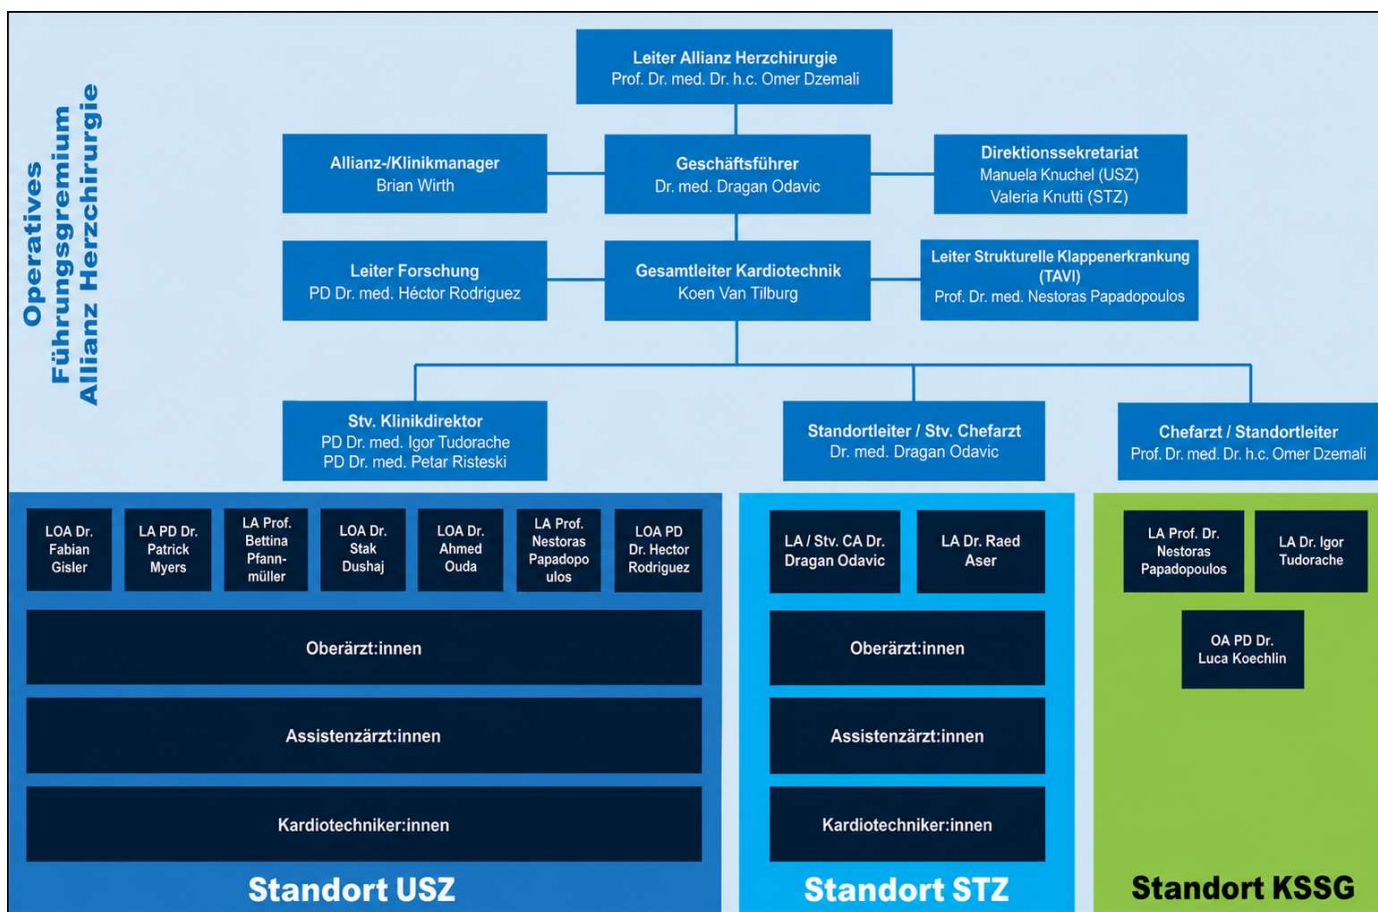 Operatives
Führungsgremium
Allianz Herzchirurgie
Leiter Allianz Herzchirurgie
Prof. Dr. med. Dr. h.c. Omer Dzemali
Allianz-/Klinikmanager
Brian Wirth
Geschäftsführer
Dr. med. Dragan Odavic
Direktionssekretariat
Manuela Knuchel (USZ)
Valeria Knutti (STZ)
Leiter Forschung
PD Dr. med. Héctor Rodriguez
Gesamtleiter Kardiotechnik
Koen Van Tilburg
Leiter Strukturelle Klappenerkrankung
(TAVI)
Prof. Dr. med. Nestoras Papadopoulos
Stv. Klinikdirektor
PD Dr. med. Igor Tudorache
PD Dr. med. Petar Risteski
Standortleiter / Stv. Chefarzt
Dr. med. Dragan Odavic
Chefarzt / Standortleiter
Prof. Dr. med. Dr. h.c. Omer Dzemali
LOA Dr.
Fabian
Gisler
LA PD Dr.
Patrick
Myers
LA Prof.
Bettina
Pfann-
müller
LOA Dr.
Stak
Dushaj
LOA Dr.
Ahmed
Ouda
LA Prof.
Nestoras
Papadopo
ulos
LOA PD
Dr. Hector
Rodriguez
Oberärzt:innen
Assistenzärzt:innen
Kardiotechniker:innen
Standort USZ
LA / Stv. CA Dr.
Dragan Odavic
LA Dr. Raed
Aser
Oberärzt:innen
Assistenzärzt:innen
Kardiotechniker:innen
Standort STZ
LA Prof. Dr.
Nestoras
Papadopoulos
LA Dr. Igor
Tudorache
OA PD Dr.
Luca Koechlin
Standort KSSG